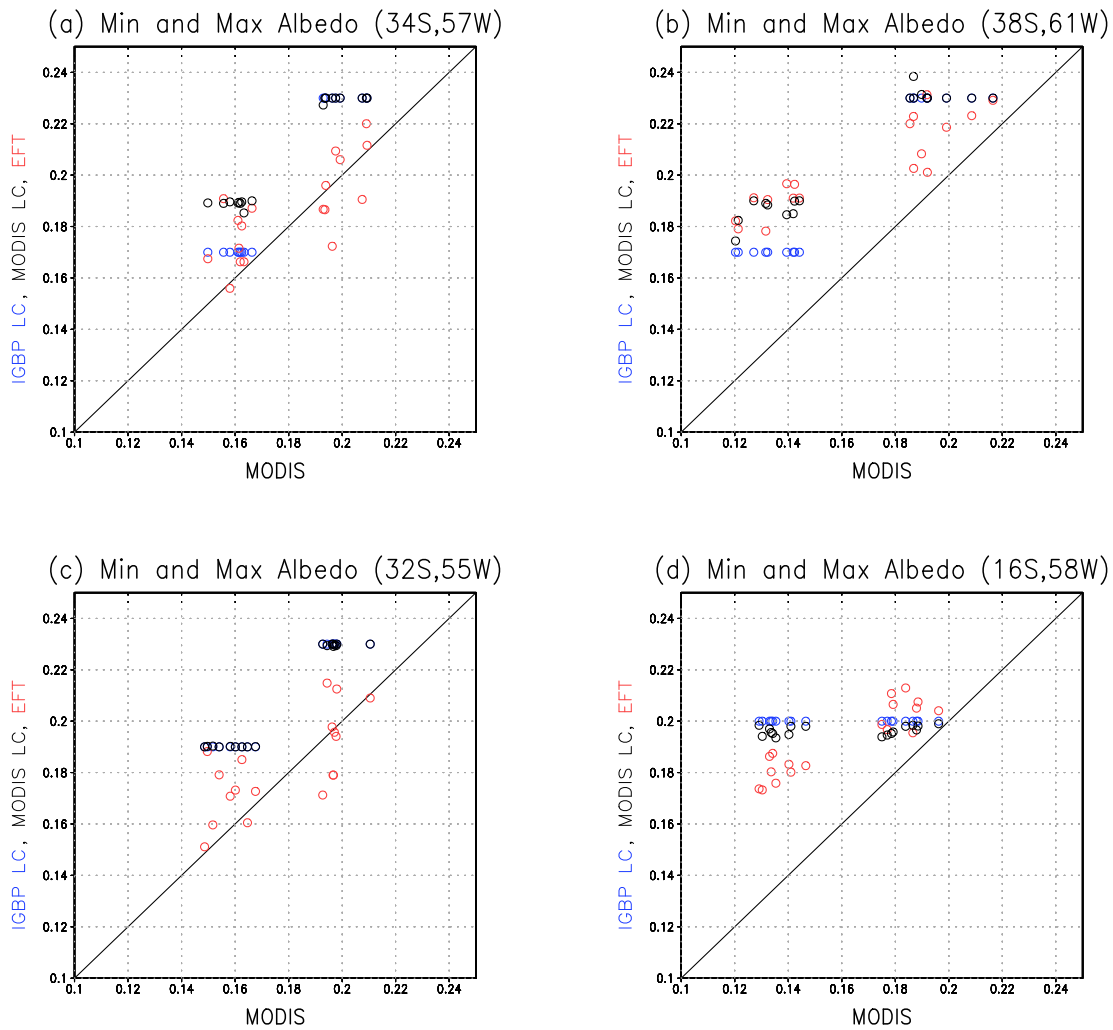 (a) Min and Max Albedo (34S,57W)
IGBP LC, MODIS LC, EFT
0.24
0.22
0.2
0.18
0.16
0.14
0.12
0.1
0.1 0.12 0.14 0.16 0.18 0.2 0.22 0.24
MODIS
(b) Min and Max Albedo (38S,61W)
IGBP LC, MODIS LC, EFT
0.24
0.22
0.2
0.18
0.16
0.14
0.12
0.1
0.1 0.12 0.14 0.16 0.18 0.2 0.22 0.24
MODIS
(c) Min and Max Albedo (32S,55W)
IGBP LC, MODIS LC, EFT
0.24
0.22
0.2
0.18
0.16
0.14
0.12
0.1
0.1 0.12 0.14 0.16 0.18 0.2 0.22 0.24
MODIS
(d) Min and Max Albedo (16S,58W)
IGBP LC, MODIS LC, EFT
0.24
0.22
0.2
0.18
0.16
0.14
0.12
0.1
0.1 0.12 0.14 0.16 0.18 0.2 0.22 0.24
MODIS